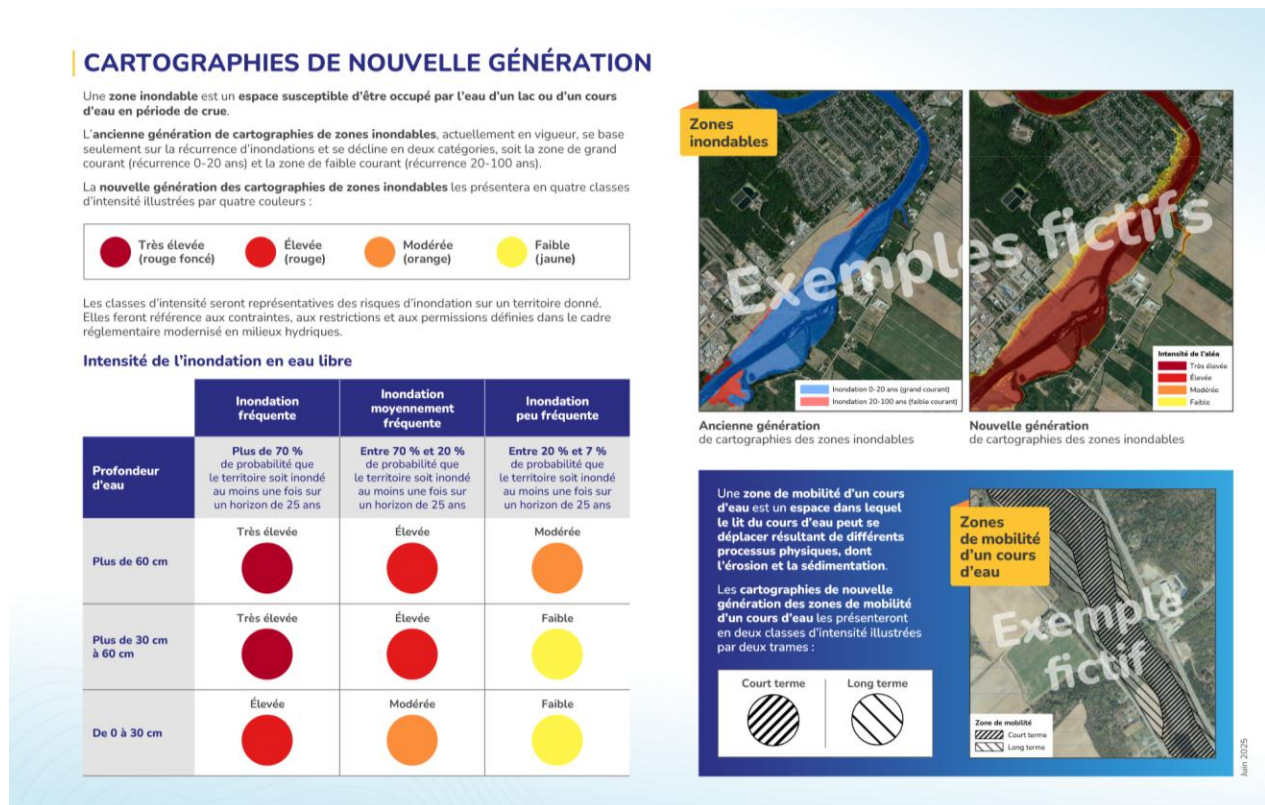 CARTOGRAPHIES DE NOUVELLE GÉNÉRATION
Une zone inondable est un espace susceptible d'être occupé par l'eau d'un lac ou d'un cours
d'eau en période de crue.
L'ancienne génération de cartographies de zones inondables, actuellement en vigueur, se base
seulement sur la récurrence d'inondations et se décline en deux catégories, soit la zone de grand
courant (récurrence 0-20 ans) et la zone de faible courant (récurrence 20-100 ans).
La nouvelle génération des cartographies de zones inondables les présentera en quatre classes
d'intensité illustrées par quatre couleurs :
Très élevée
(rouge foncé)
Élevée
(rouge)
Modérée
(orange)
Faible
(jaune)
Les classes d'intensité seront représentatives des risques d'inondation sur un territoire donné.
Elles feront référence aux contraintes, aux restrictions et aux permissions définies dans le cadre
réglementaire modernisé en milieux hydriques.
Intensité de l'inondation en eau libre
Inondation
fréquente
Inondation
moyennement
fréquente
Inondation
peu fréquente
Profondeur
d'eau
Plus de 70 %
de probabilité que
le territoire soit inondé
au moins une fois sur
un horizon de 25 ans
Entre 70 % et 20 %
de probabilité que
le territoire soit inondé
au moins une fois sur
un horizon de 25 ans
Entre 20 % et 7 %
de probabilité que
le territoire soit inondé
au moins une fois sur
un horizon de 25 ans
Plus de 60 cm
Très élevée
Élevée
Modérée
Plus de 30 cm
à 60 cm
Très élevée
Élevée
Faible
De 0 à 30 cm
Élevée
Modérée
Faible
Zones
inondables
Exemples fictifs
Inondation 0-20 ans (grand courant)
Inondation 20-100 ans (faible courant)
Intensité de l'aléa
Très élevée
Élevée
Modérée
Faible
Ancienne génération
de cartographies des zones inondables
Nouvelle génération
de cartographies des zones inondables
Une zone de mobilité d'un cours
d'eau est un espace dans lequel
le lit du cours d'eau peut se
déplacer résultant de différents
processus physiques, dont
l'érosion et la sédimentation.
Les cartographies de nouvelle
génération des zones de mobilité
d'un cours d'eau les présenteront
en deux classes d'intensité illustrées
par deux trames :
Court terme
Long terme
Zones
de mobilité
d'un cours
d'eau
Exemple
fictif
Zone de mobilité
Court terme
Long terme
Juin 2025